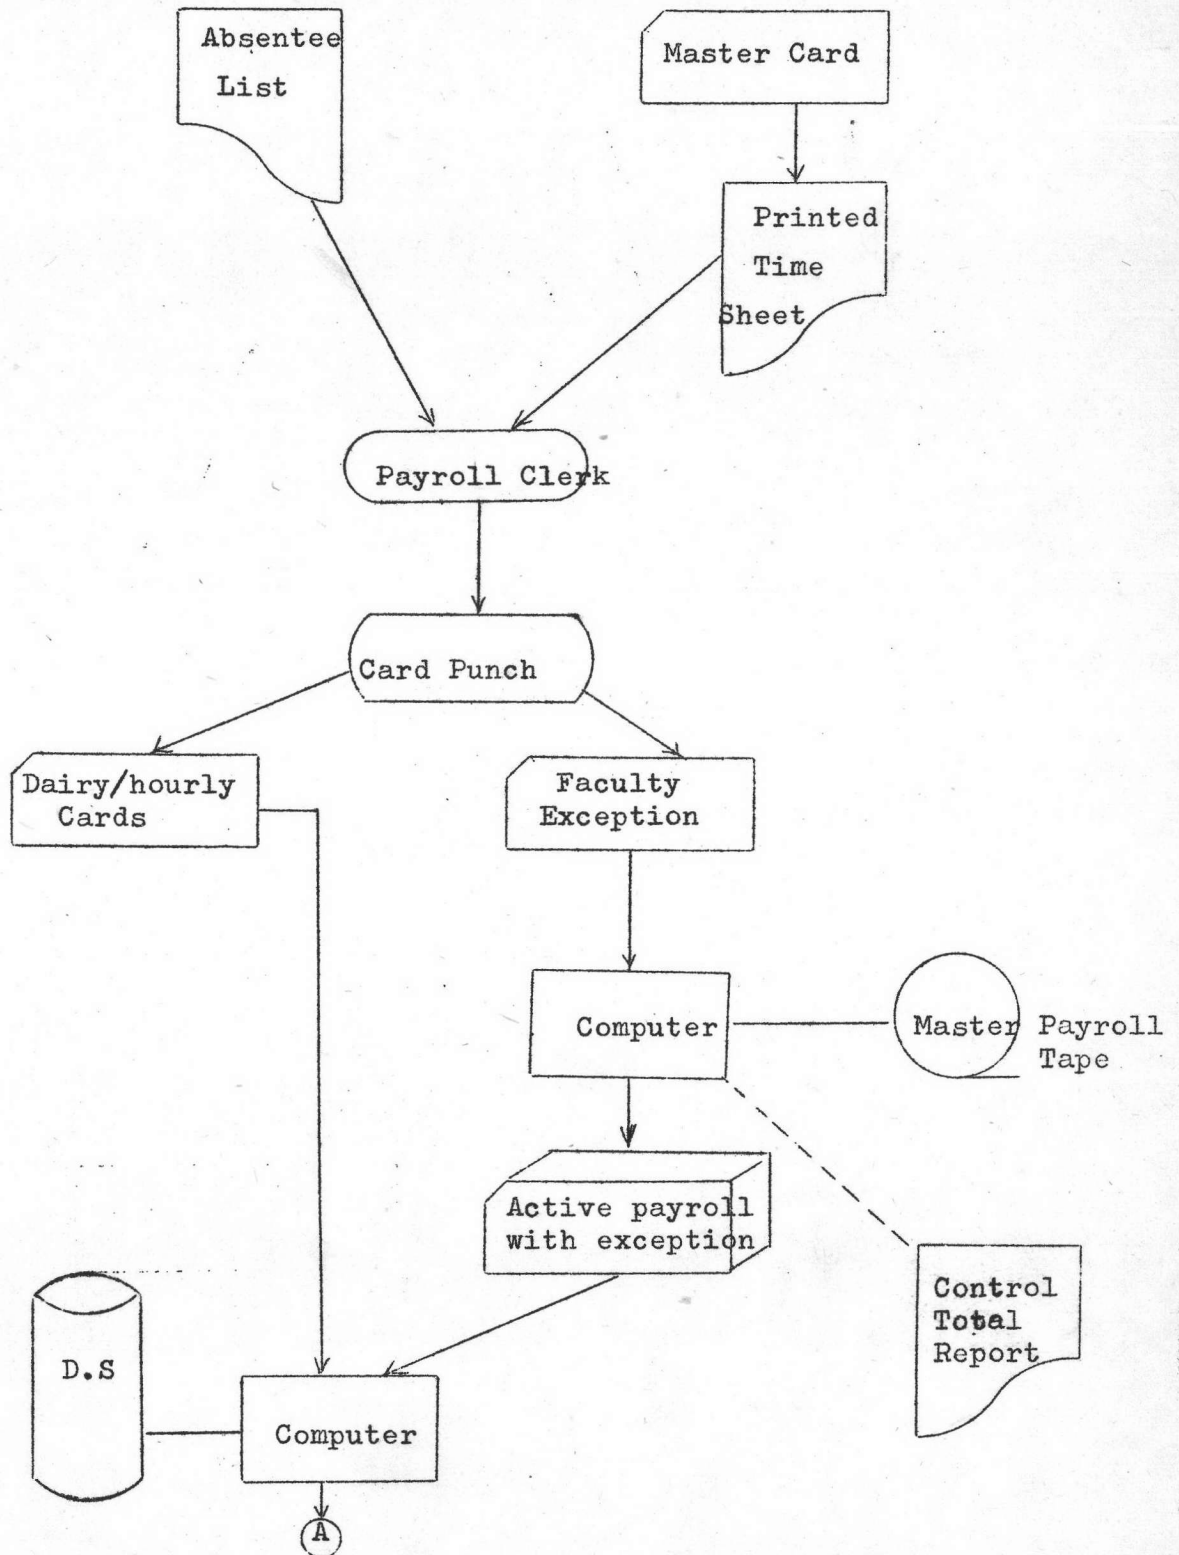 Absentee
List
Master Card
Printed
Time
Sheet
Payroll Clerk
Card Punch
Dairy/hourly
Cards
Faculty
Exception
Computer
Master Payroll
Tape
Active payroll
with exception
Control
Total
Report
D.S
Computer
A